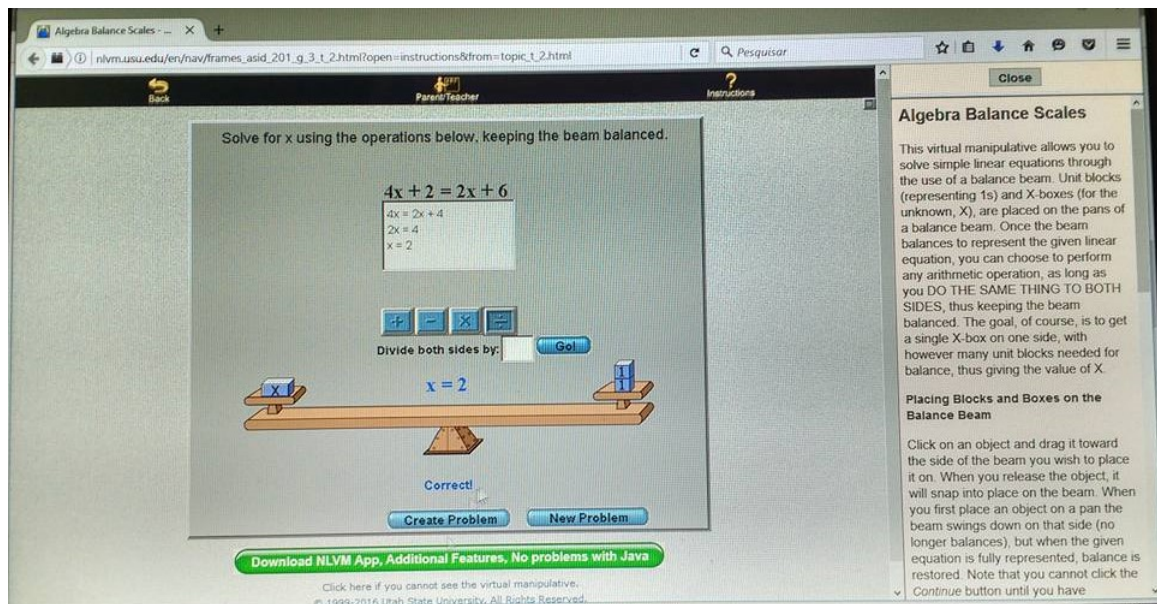 Algebra Balance Scales - ...
nlvm.usu.edu/en/nav/frames_asid_201_g_3_t_2.html?open=instructions&from=topic_t_2.html
Pesquisar
Back
Parent/Teacher
?
Instructions
Close
Solve for x using the operations below, keeping the beam balanced.
4x + 2 = 2x + 6
4x = 2x + 4
2x = 4
x = 2
+ − × ÷
Divide both sides by:
Go!
x = 2
X
1
1
Correct!
Create Problem
New Problem
Download NLVM App, Additional Features, No problems with Java
Click here if you cannot see the virtual manipulative.
© 1999-2016 Utah State University. All Rights Reserved.
Algebra Balance Scales
This virtual manipulative allows you to
solve simple linear equations through
the use of a balance beam. Unit blocks
(representing 1s) and X-boxes (for the
unknown, X), are placed on the pans of
a balance beam. Once the beam
balances to represent the given linear
equation, you can choose to perform
any arithmetic operation, as long as
you DO THE SAME THING TO BOTH
SIDES, thus keeping the beam
balanced. The goal, of course, is to get
a single X-box on one side, with
however many unit blocks needed for
balance, thus giving the value of X.
Placing Blocks and Boxes on the
Balance Beam
Click on an object and drag it toward
the side of the beam you wish to place
it on. When you release the object, it
will snap into place on the beam. When
you first place an object on a pan the
beam swings down on that side (no
longer balances), but when the given
equation is fully represented, balance is
restored. Note that you cannot click the
Continue button until you have